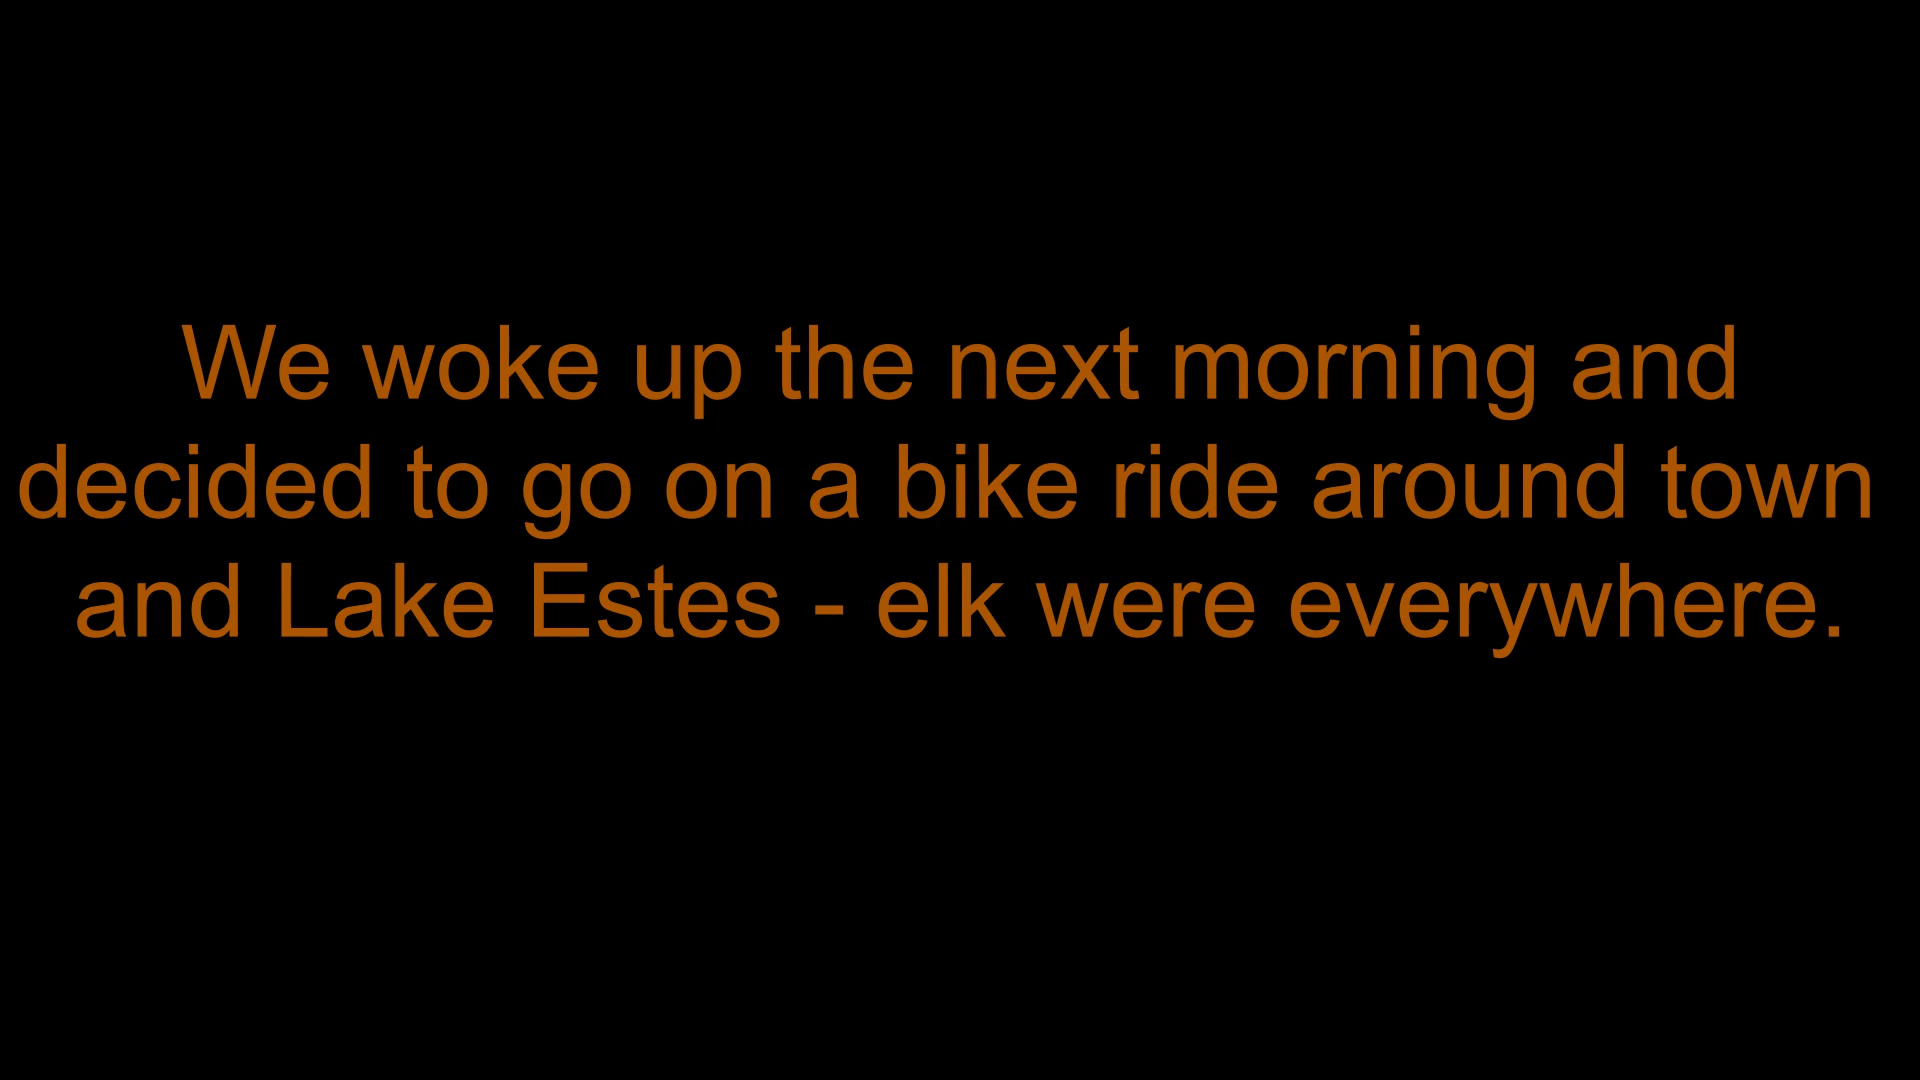 We woke up the next morning and
decided to go on a bike ride around town
and Lake Estes - elk were everywhere.